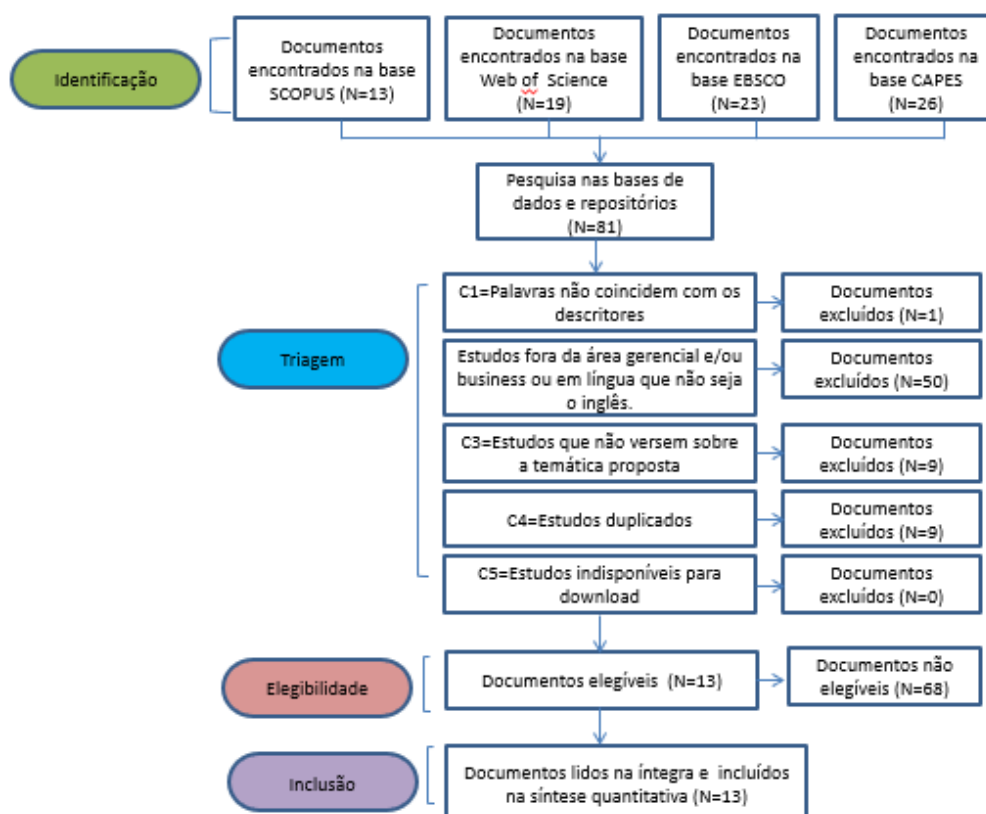 Identificação
Documentos
encontrados na base
SCOPUS (N=13)
Documentos
encontrados na base
Web of Science
(N=19)
Documentos
encontrados na
base EBSCO
(N=23)
Documentos
encontrados na
base CAPES
(N=26)
Pesquisa nas bases de
dados e repositórios
(N=81)
Triagem
C1=Palavras não coincidem com os
descritores
Documentos
excluídos (N=1)
Estudos fora da área gerencial e/ou
business ou em língua que não seja
o inglês.
Documentos
excluídos (N=50)
C3=Estudos que não versem sobre
a temática proposta
Documentos
excluídos (N=9)
C4=Estudos duplicados
Documentos
excluídos (N=9)
C5=Estudos indisponíveis para
download
Documentos
excluídos (N=0)
Elegibilidade
Documentos elegíveis (N=13)
Documentos não
elegíveis (N=68)
Inclusão
Documentos lidos na íntegra e incluídos
na síntese quantitativa (N=13)